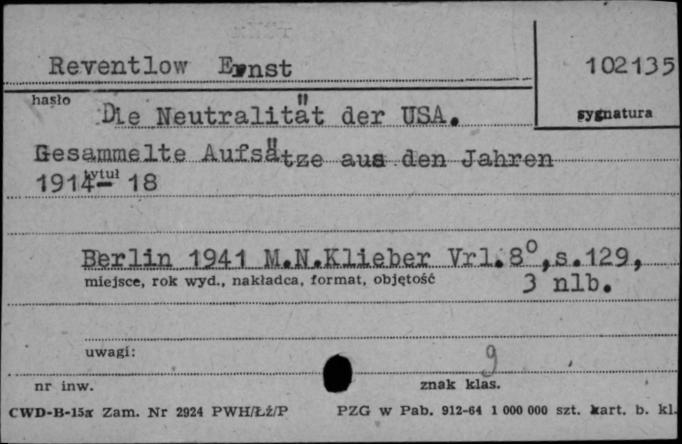 Reventlow Ernst
102135
hasło
sygnatura
Die Neutralität der USA.
Gesammelte Aufsätze aus den Jahren
1914- 18
tytuł
Berlin 1941 M.N.Klieber Vrl.8°,s.129,
miejsce, rok wyd., nakładca, format, objętość
3 nlb.
uwagi:
9
nr inw.
znak klas.
CWD-B-15a Zam. Nr 2924 PWH/Łź/P PZG w Pab. 912-64 1 000 000 szt. kart. b. kl.